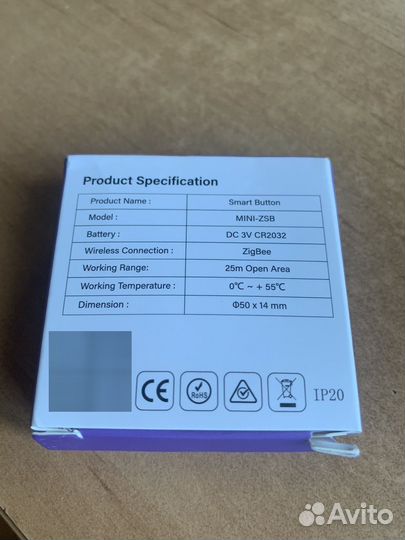 Product Specification
Product Name : Smart Button
Model : MINI-ZSB
Battery : DC 3V CR2032
Wireless Connection : ZigBee
Working Range: 25m Open Area
Working Temperature : 0℃ ~ + 55℃
Dimension : Φ50 x 14 mm
CE RoHS IP20
Avito